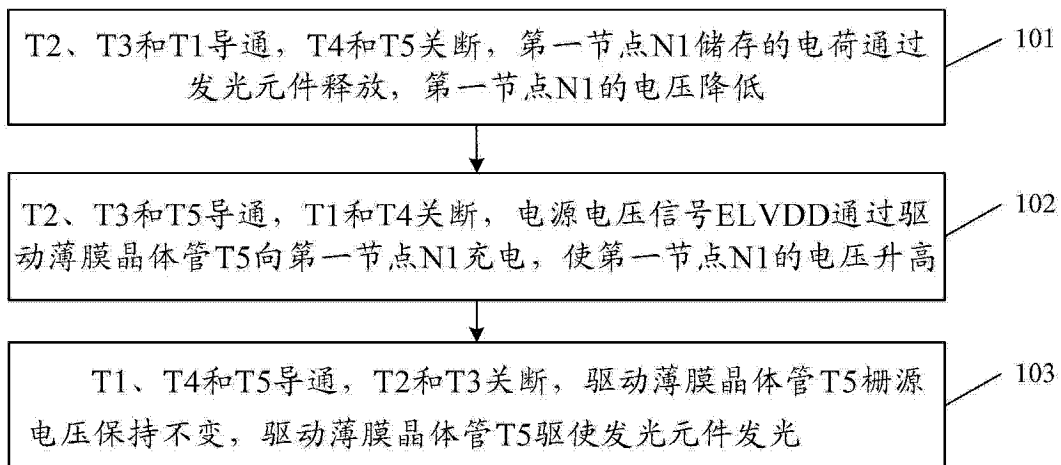 T2、T3和T1导通，T4和T5关断，第一节点N1储存的电荷通过
发光元件释放，第一节点N1的电压降低
101
T2、T3和T5导通，T1和T4关断，电源电压信号ELVDD通过驱
动薄膜晶体管T5向第一节点N1充电，使第一节点N1的电压升高
102
T1、T4和T5导通，T2和T3关断，驱动薄膜晶体管T5栅源
电压保持不变，驱动薄膜晶体管T5驱使发光元件发光
103